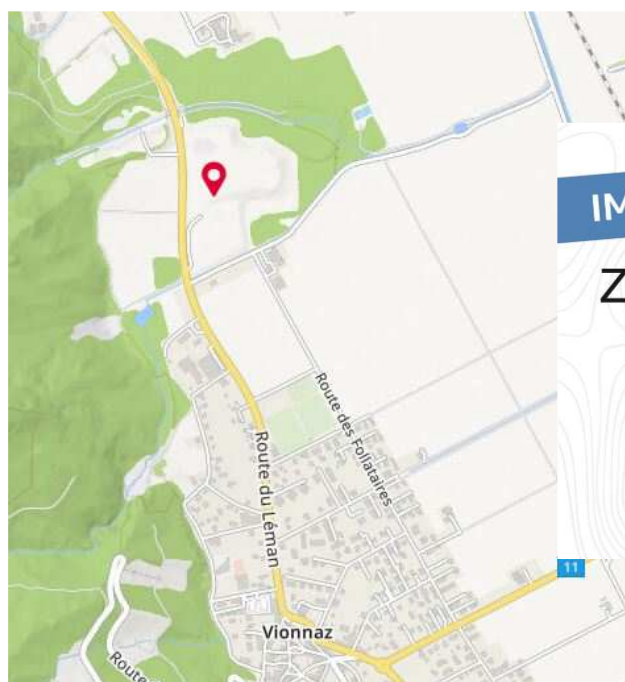 IM
Z
Route des Follataires
Route du Léman
11
Vionnaz
Route